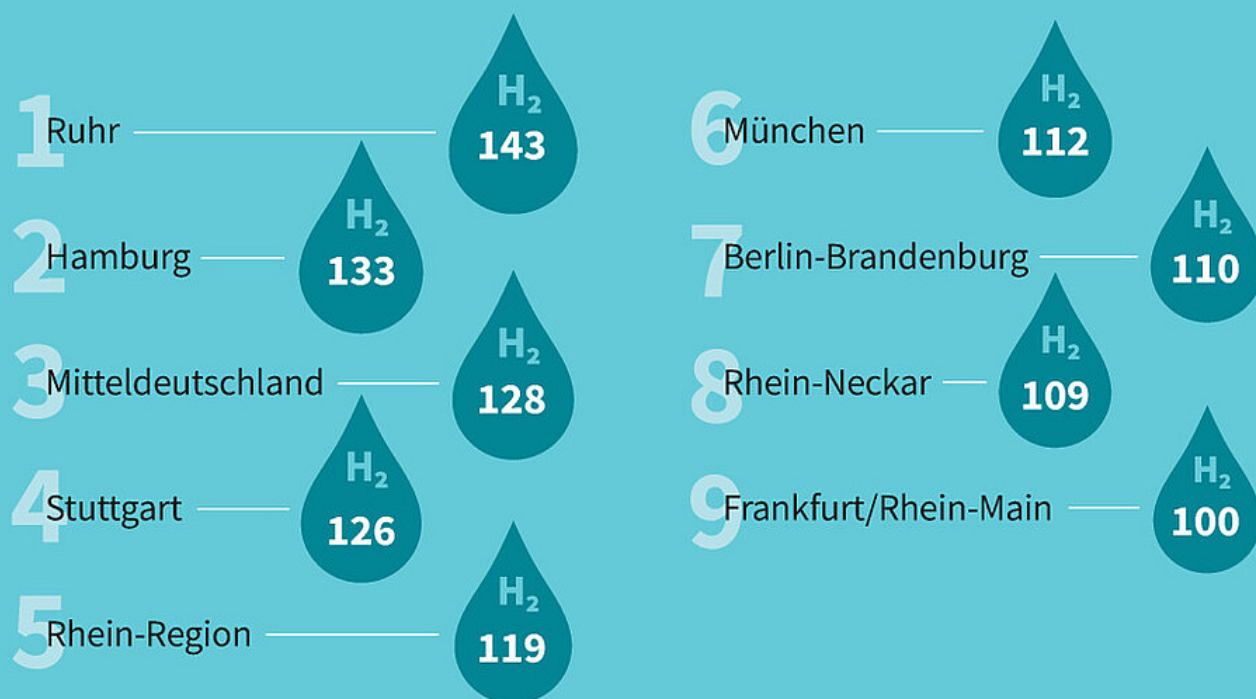 1 Ruhr H₂ 143
2 Hamburg H₂ 133
3 Mitteldeutschland H₂ 128
4 Stuttgart H₂ 126
5 Rhein-Region H₂ 119
6 München H₂ 112
7 Berlin-Brandenburg H₂ 110
8 Rhein-Neckar H₂ 109
9 Frankfurt/Rhein-Main H₂ 100